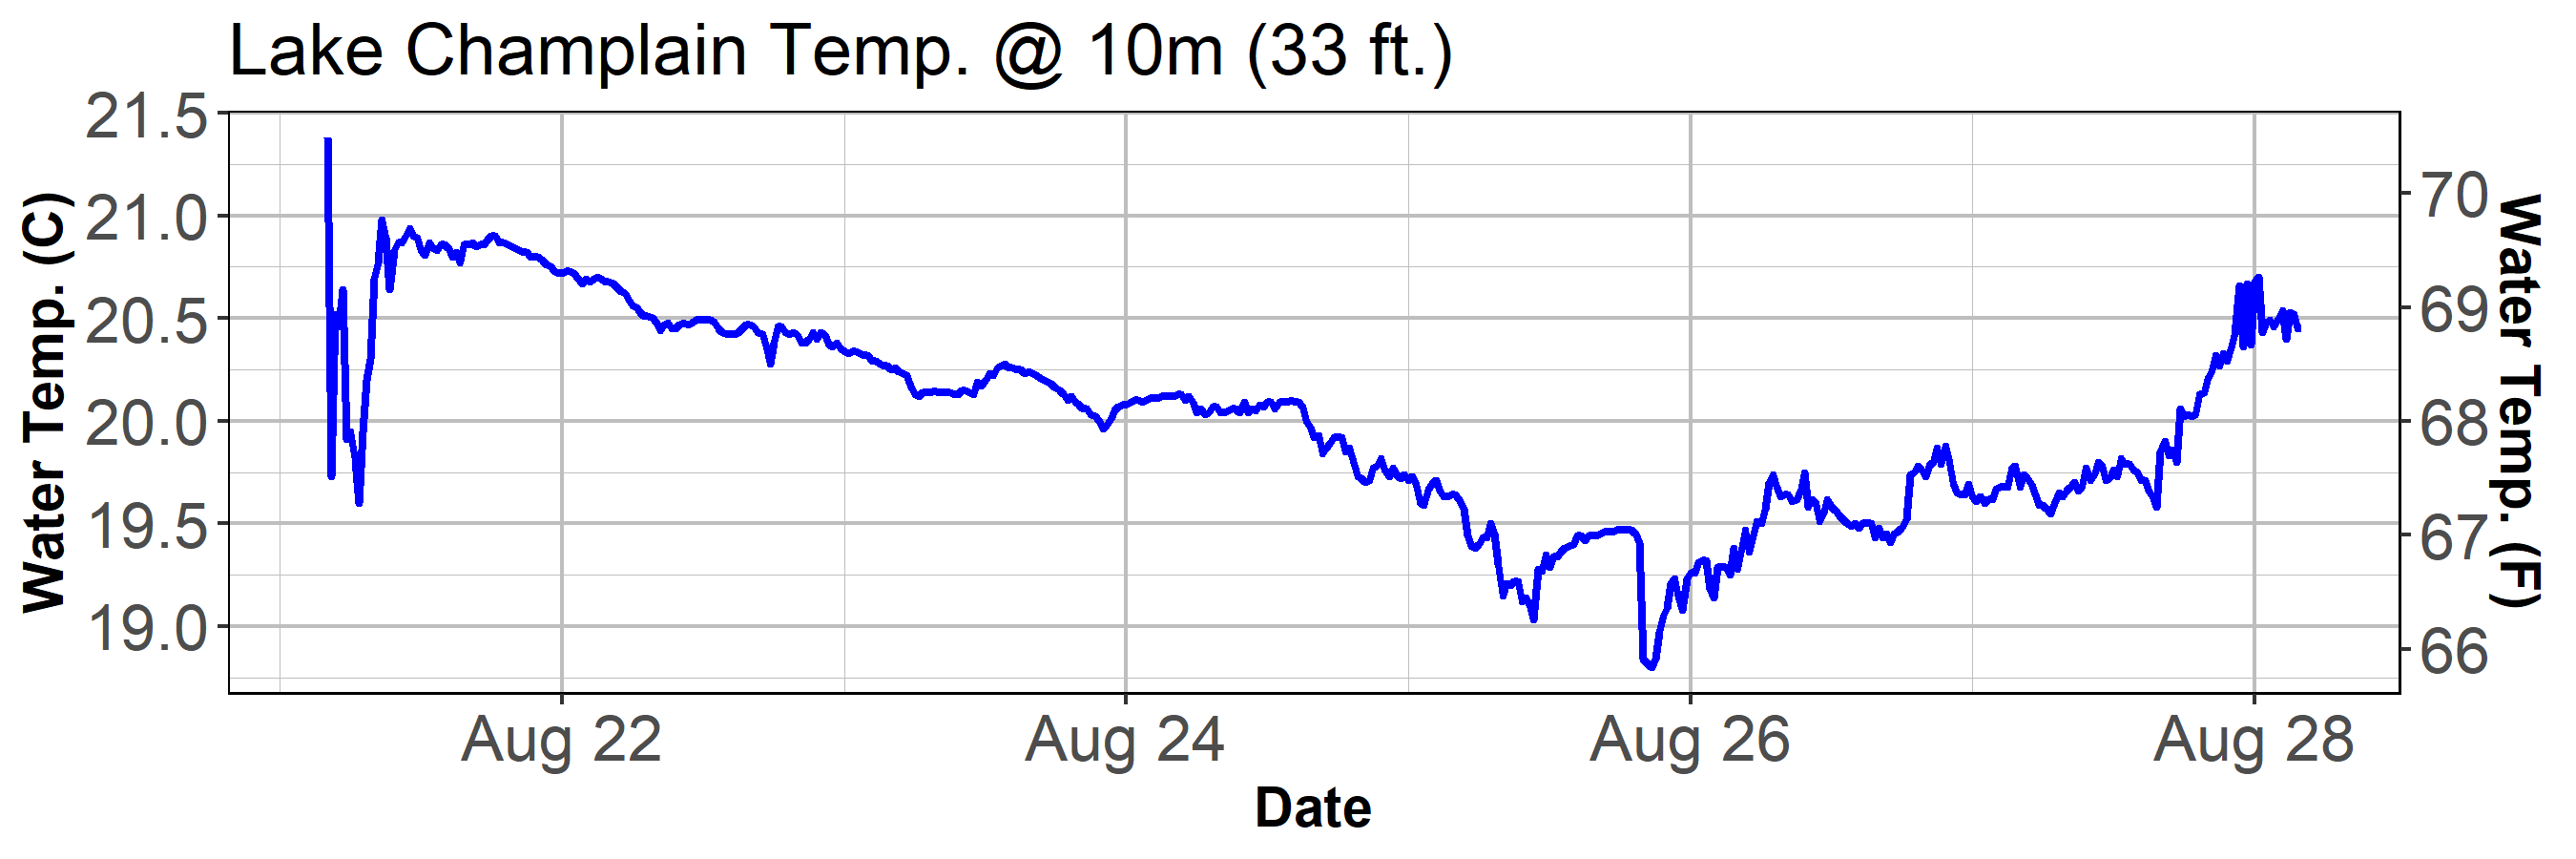 Lake Champlain Temp. @ 10m (33 ft.)
Water Temp. (C)
21.5
21.0
20.5
20.0
19.5
19.0
70
69
68
67
66
Water Temp. (F)
Aug 22
Aug 24
Aug 26
Aug 28
Date